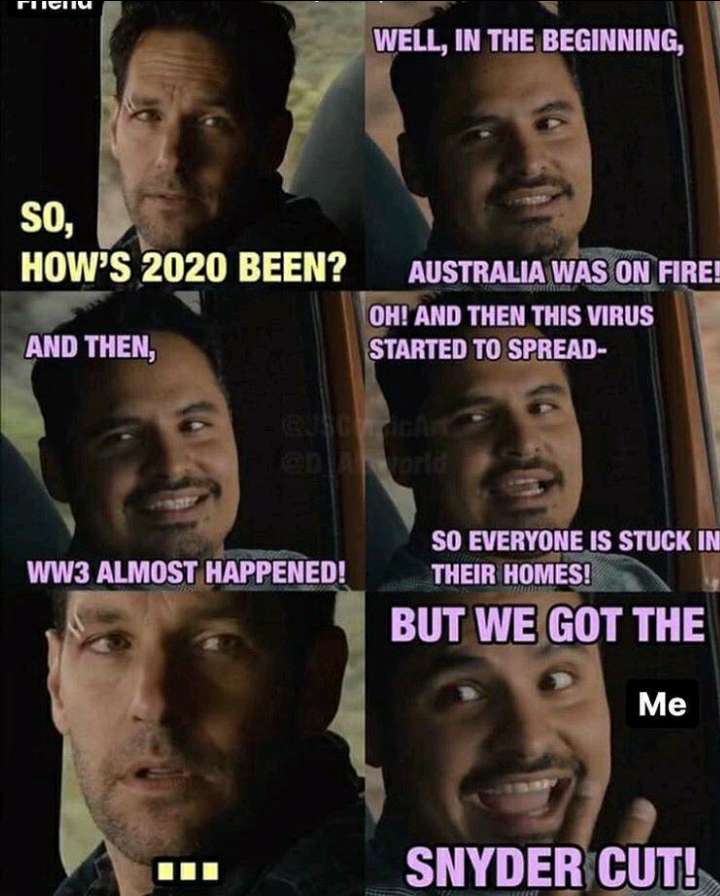 Friend
SO,
HOW'S 2020 BEEN?
WELL, IN THE BEGINNING,
AUSTRALIA WAS ON FIRE!
AND THEN,
WW3 ALMOST HAPPENED!
OH! AND THEN THIS VIRUS
STARTED TO SPREAD-
SO EVERYONE IS STUCK IN
THEIR HOMES!
...
BUT WE GOT THE
Me
SNYDER CUT!